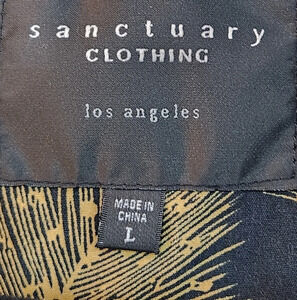 sanctuary
CLOTHING
los angeles
MADE IN
CHINA
L